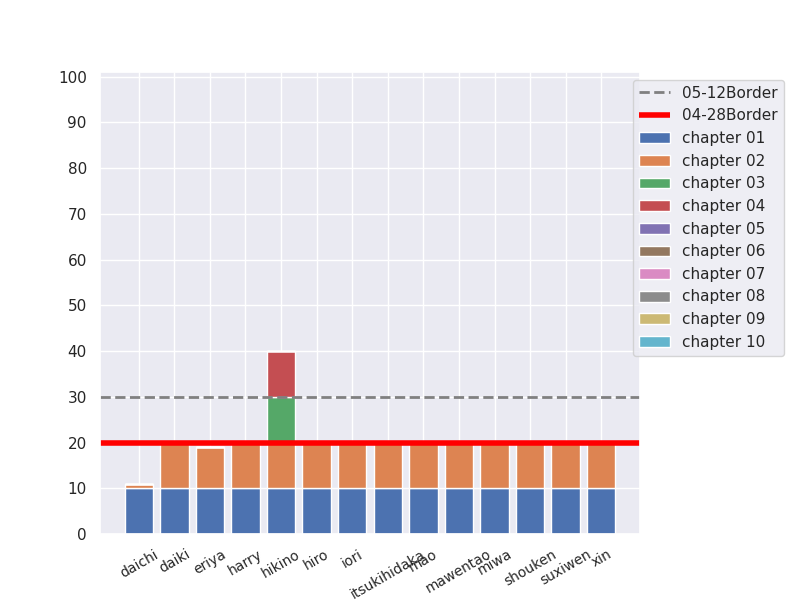 100
90
80
70
60
50
40
30
20
10
0
daichi
daiki
eriya
harry
hikino
hiro
iori
itsukihidaka
mao
mawentao
miwa
shouken
suxiwen
xin
05-12Border
04-28Border
chapter 01
chapter 02
chapter 03
chapter 04
chapter 05
chapter 06
chapter 07
chapter 08
chapter 09
chapter 10